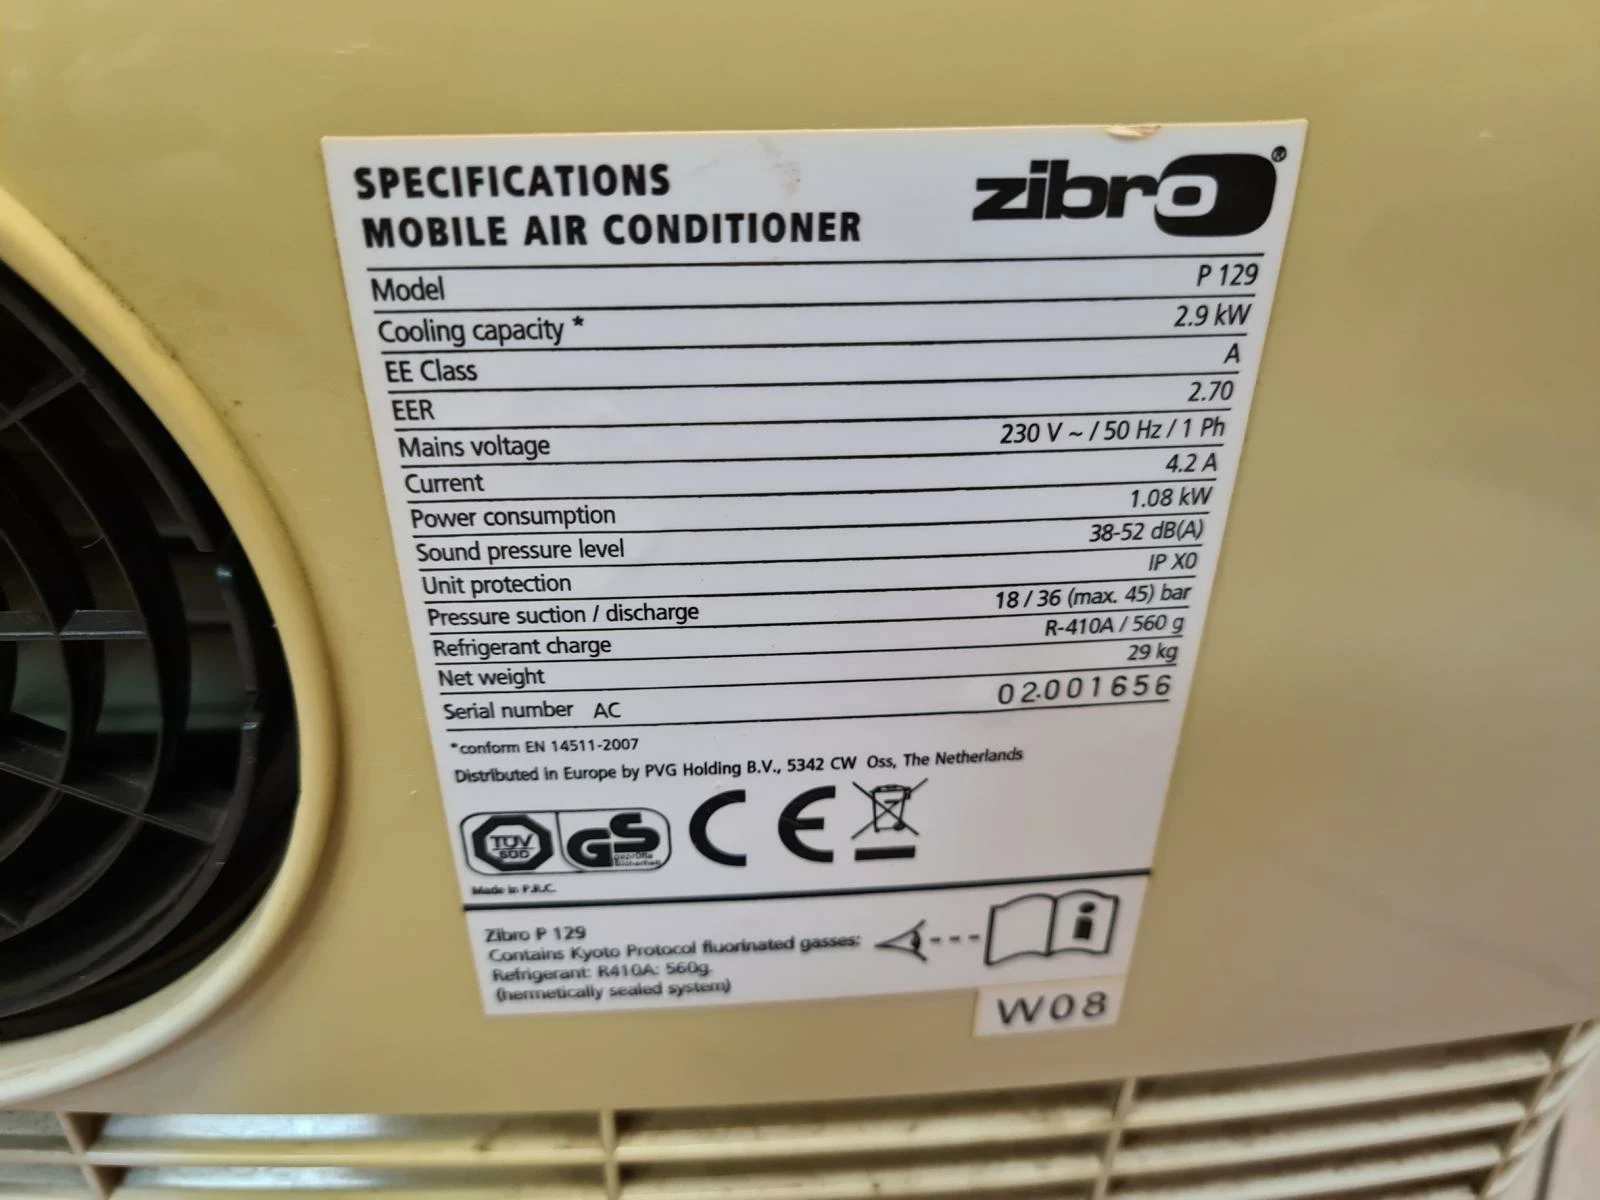 SPECIFICATIONS
MOBILE AIR CONDITIONER
zibro®
Model P 129
Cooling capacity * 2.9 kW
EE Class A
EER 2.70
Mains voltage 230 V ~ / 50 Hz / 1 Ph
Current 4.2 A
Power consumption 1.08 kW
Sound pressure level 38-52 dB(A)
Unit protection IP X0
Pressure suction / discharge 18 / 36 (max. 45) bar
Refrigerant charge R-410A / 560 g
Net weight 29 kg
Serial number AC 02.001656
*conform EN 14511-2007
Distributed in Europe by PVG Holding B.V., 5342 CW Oss, The Netherlands
TÜV SÜD GS geprüfte Sicherheit CE
Made in P.R.C.
Zibro P 129
Contains Kyoto Protocol fluorinated gasses:
Refrigerant: R410A: 560g.
(hermetically sealed system)
i
W08